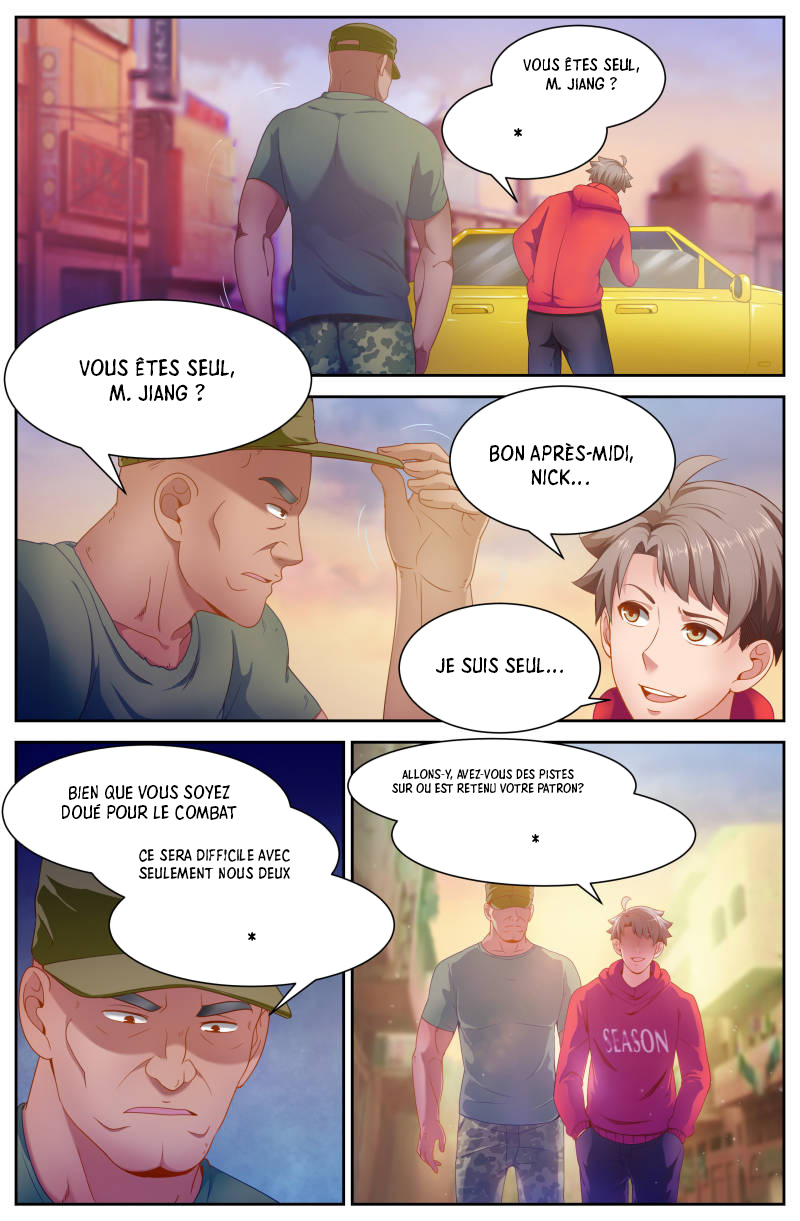 VOUS ÊTES SEUL,
M. JIANG ?
*
VOUS ÊTES SEUL,
M. JIANG ?
BON APRÈS-MIDI,
NICK...
JE SUIS SEUL...
BIEN QUE VOUS SOYEZ
DOUÉ POUR LE COMBAT
CE SERA DIFFICILE AVEC
SEULEMENT NOUS DEUX
*
ALLONS-Y, AVEZ-VOUS DES PISTES
SUR OU EST RETENU VOTRE PATRON?
*
SEASON